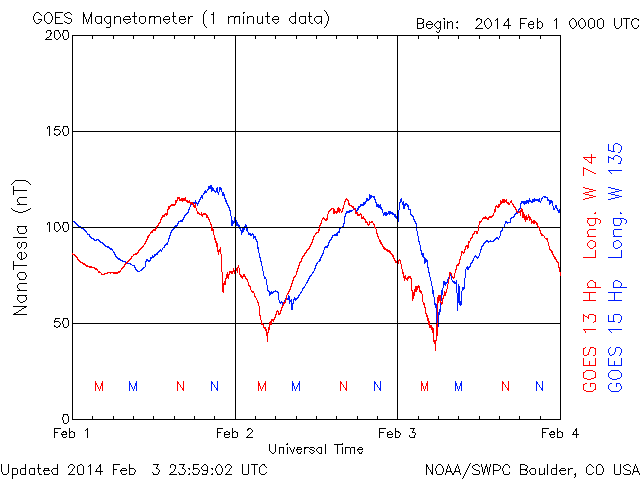 GOES Magnetometer (1 minute data)
Begin: 2014 Feb 1 0000 UTC
200
150
100
50
0
NanoTesla (nT)
M M N N M M N N M M N N
Feb 1 Feb 2 Feb 3 Feb 4
Universal Time
GOES 13 Hp Long. W 74
GOES 15 Hp Long. W 135
Updated 2014 Feb 3 23:59:02 UTC
NOAA/SWPC Boulder, CO USA